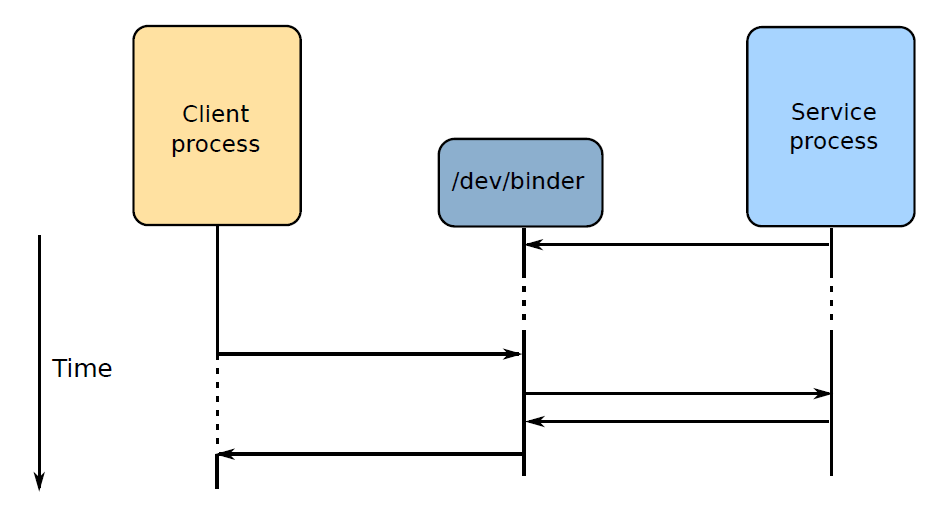 Client
process
/dev/binder
Service
process
Time